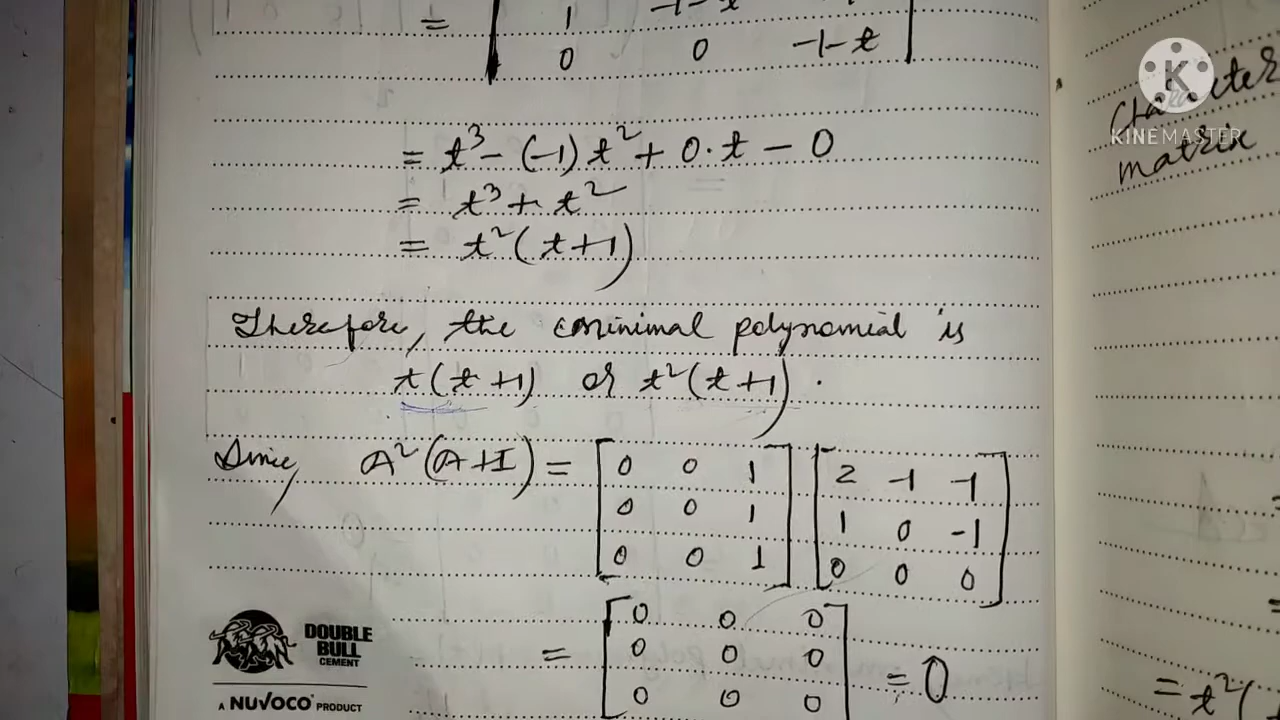 = | 1 -1-t
0 0 -1-t |
= t³ - (-1)t² + 0·t - 0
= t³ + t²
= t²(t+1)
Therefore, the minimal polynomial is
t(t+1) or t²(t+1).
Since, A²(A+I) = [0 0 1] [2 -1 -1]
[0 0 1] [1 0 -1]
[0 0 1] [0 0 0]
= [0 0 0]
[0 0 0] = 0
[0 0 0]
DOUBLE
BULL
CEMENT
A NUVOCO PRODUCT
K
KINEMASTER
matrix
= t²(